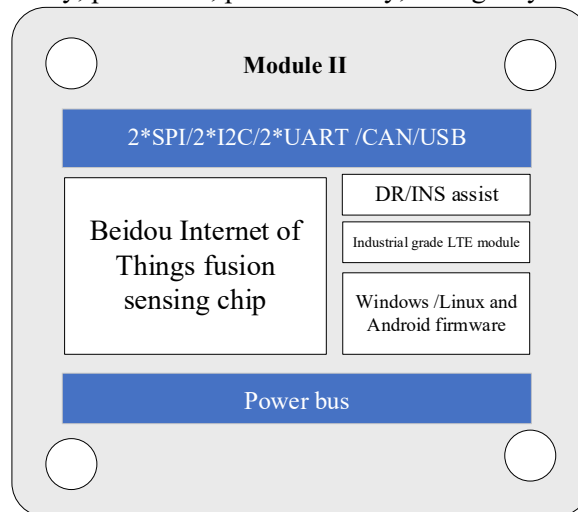 Module II
2*SPI/2*I2C/2*UART /CAN/USB
Beidou Internet of
Things fusion
sensing chip
DR/INS assist
Industrial grade LTE module
Windows /Linux and
Android firmware
Power bus